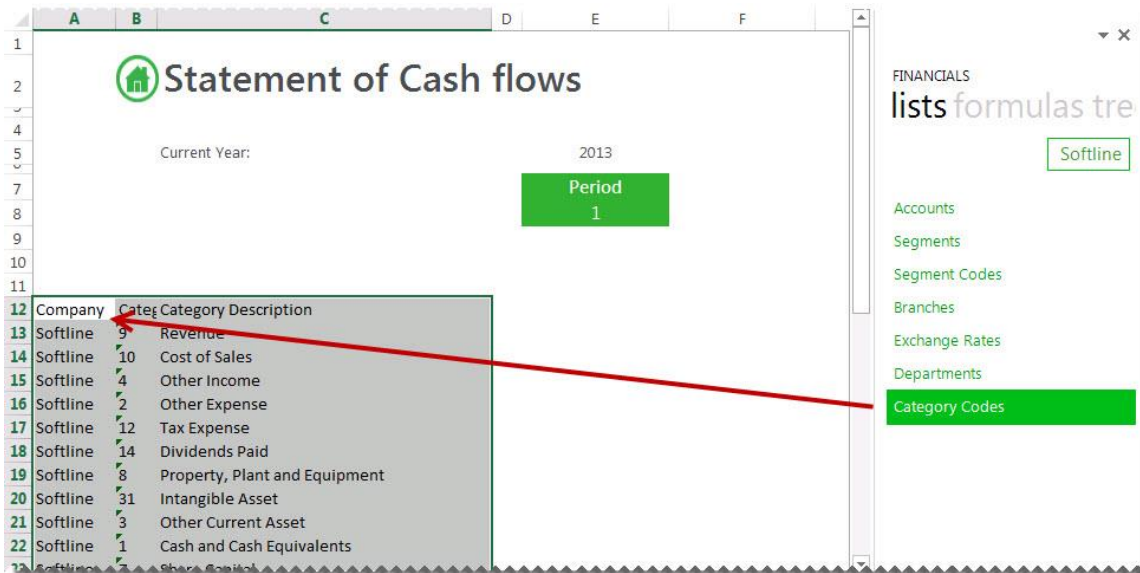 A B C D E F
1
2 Statement of Cash flows
4
5 Current Year: 2013
7 Period
8 1
9
10
11
12 Company Categ Category Description
13 Softline 9 Revenue
14 Softline 10 Cost of Sales
15 Softline 4 Other Income
16 Softline 2 Other Expense
17 Softline 12 Tax Expense
18 Softline 14 Dividends Paid
19 Softline 8 Property, Plant and Equipment
20 Softline 31 Intangible Asset
21 Softline 3 Other Current Asset
22 Softline 1 Cash and Cash Equivalents
FINANCIALS
lists formulas tre
Softline
Accounts
Segments
Segment Codes
Branches
Exchange Rates
Departments
Category Codes